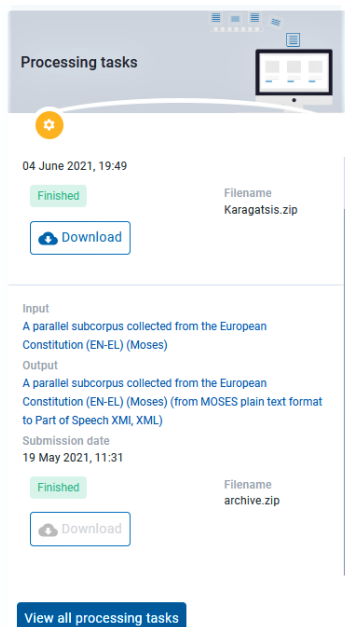 Processing tasks
04 June 2021, 19:49
Finished
Filename
Karagatsis.zip
Download
Input
A parallel subcorpus collected from the European
Constitution (EN-EL) (Moses)
Output
A parallel subcorpus collected from the European
Constitution (EN-EL) (Moses) (from MOSES plain text format
to Part of Speech XMI, XML)
Submission date
19 May 2021, 11:31
Finished
Filename
archive.zip
Download
View all processing tasks